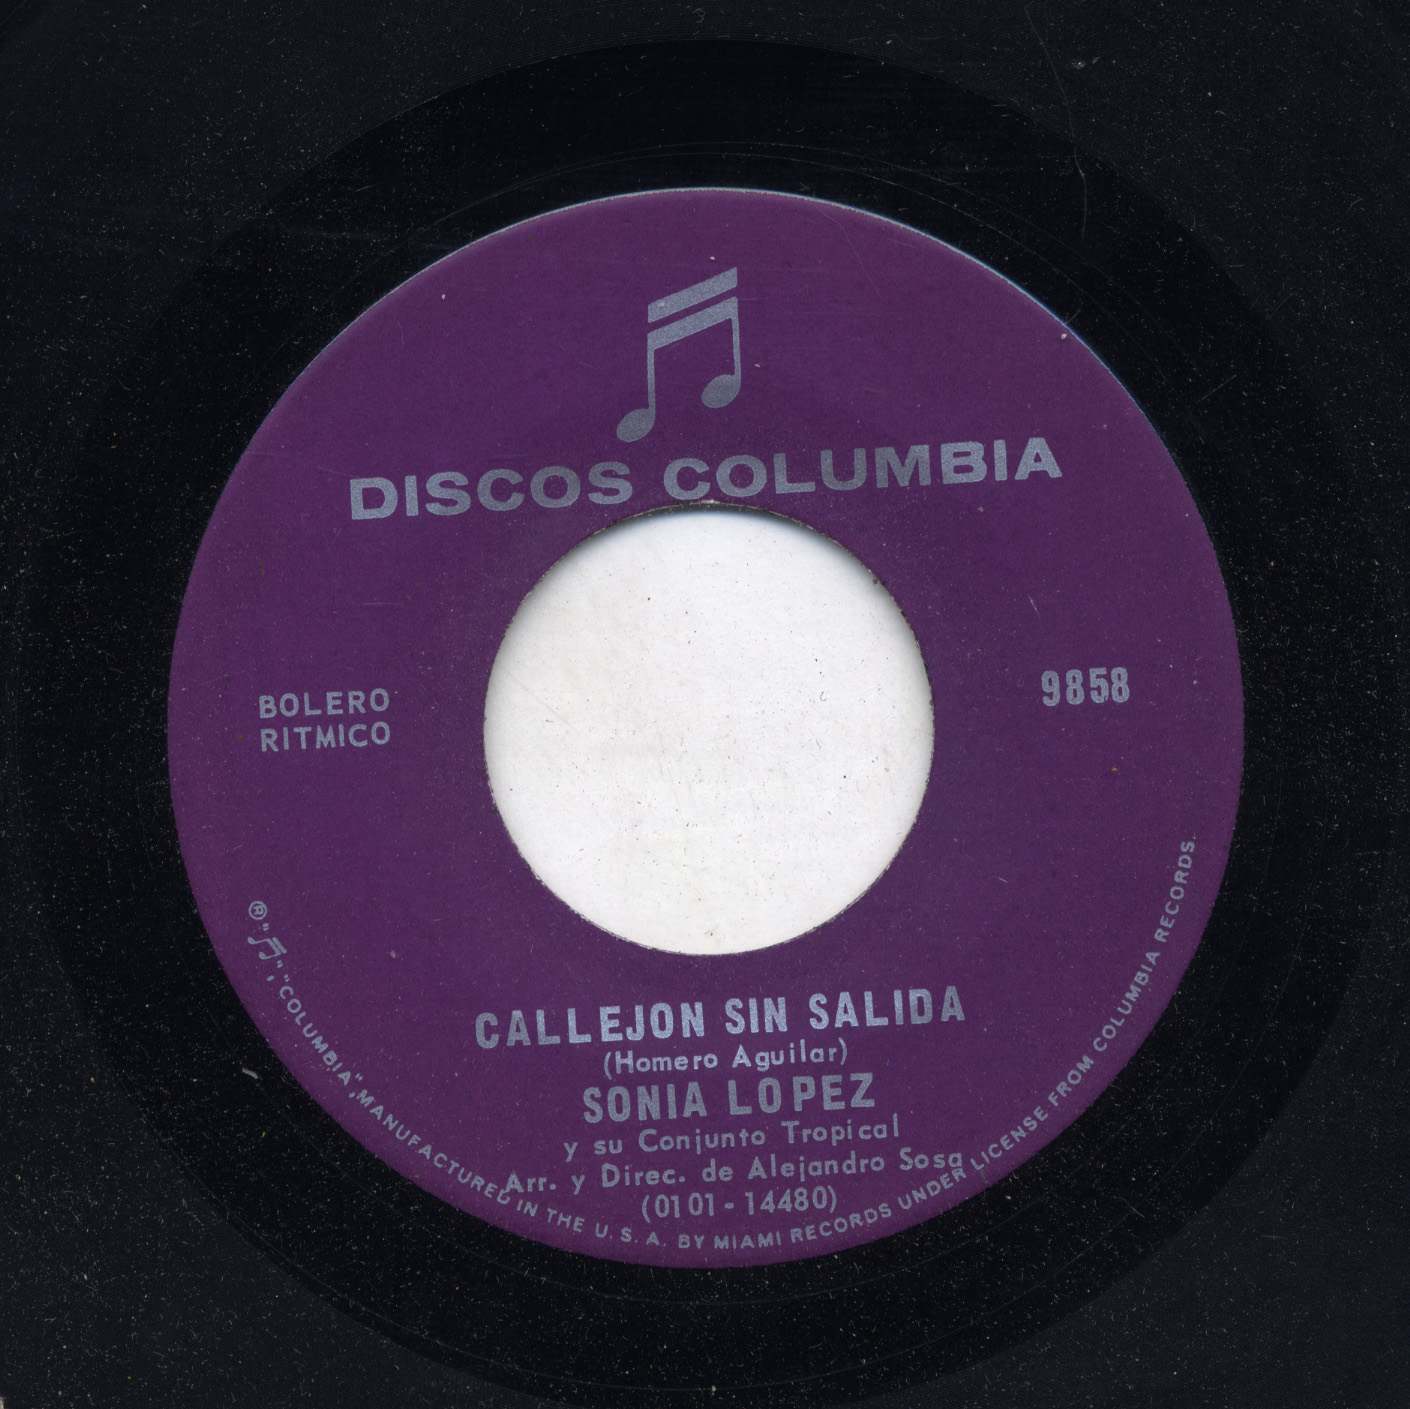 DISCOS COLUMBIA
BOLERO
RITMICO
9858
CALLEJON SIN SALIDA
(Homero Aguilar)
SONIA LOPEZ
y su Conjunto Tropical
Arr. y Direc. de Alejandro Sosa
(0101-14480)
® "♫", "COLUMBIA", MANUFACTURED IN THE U. S. A. BY MIAMI RECORDS UNDER LICENSE FROM COLUMBIA RECORDS.